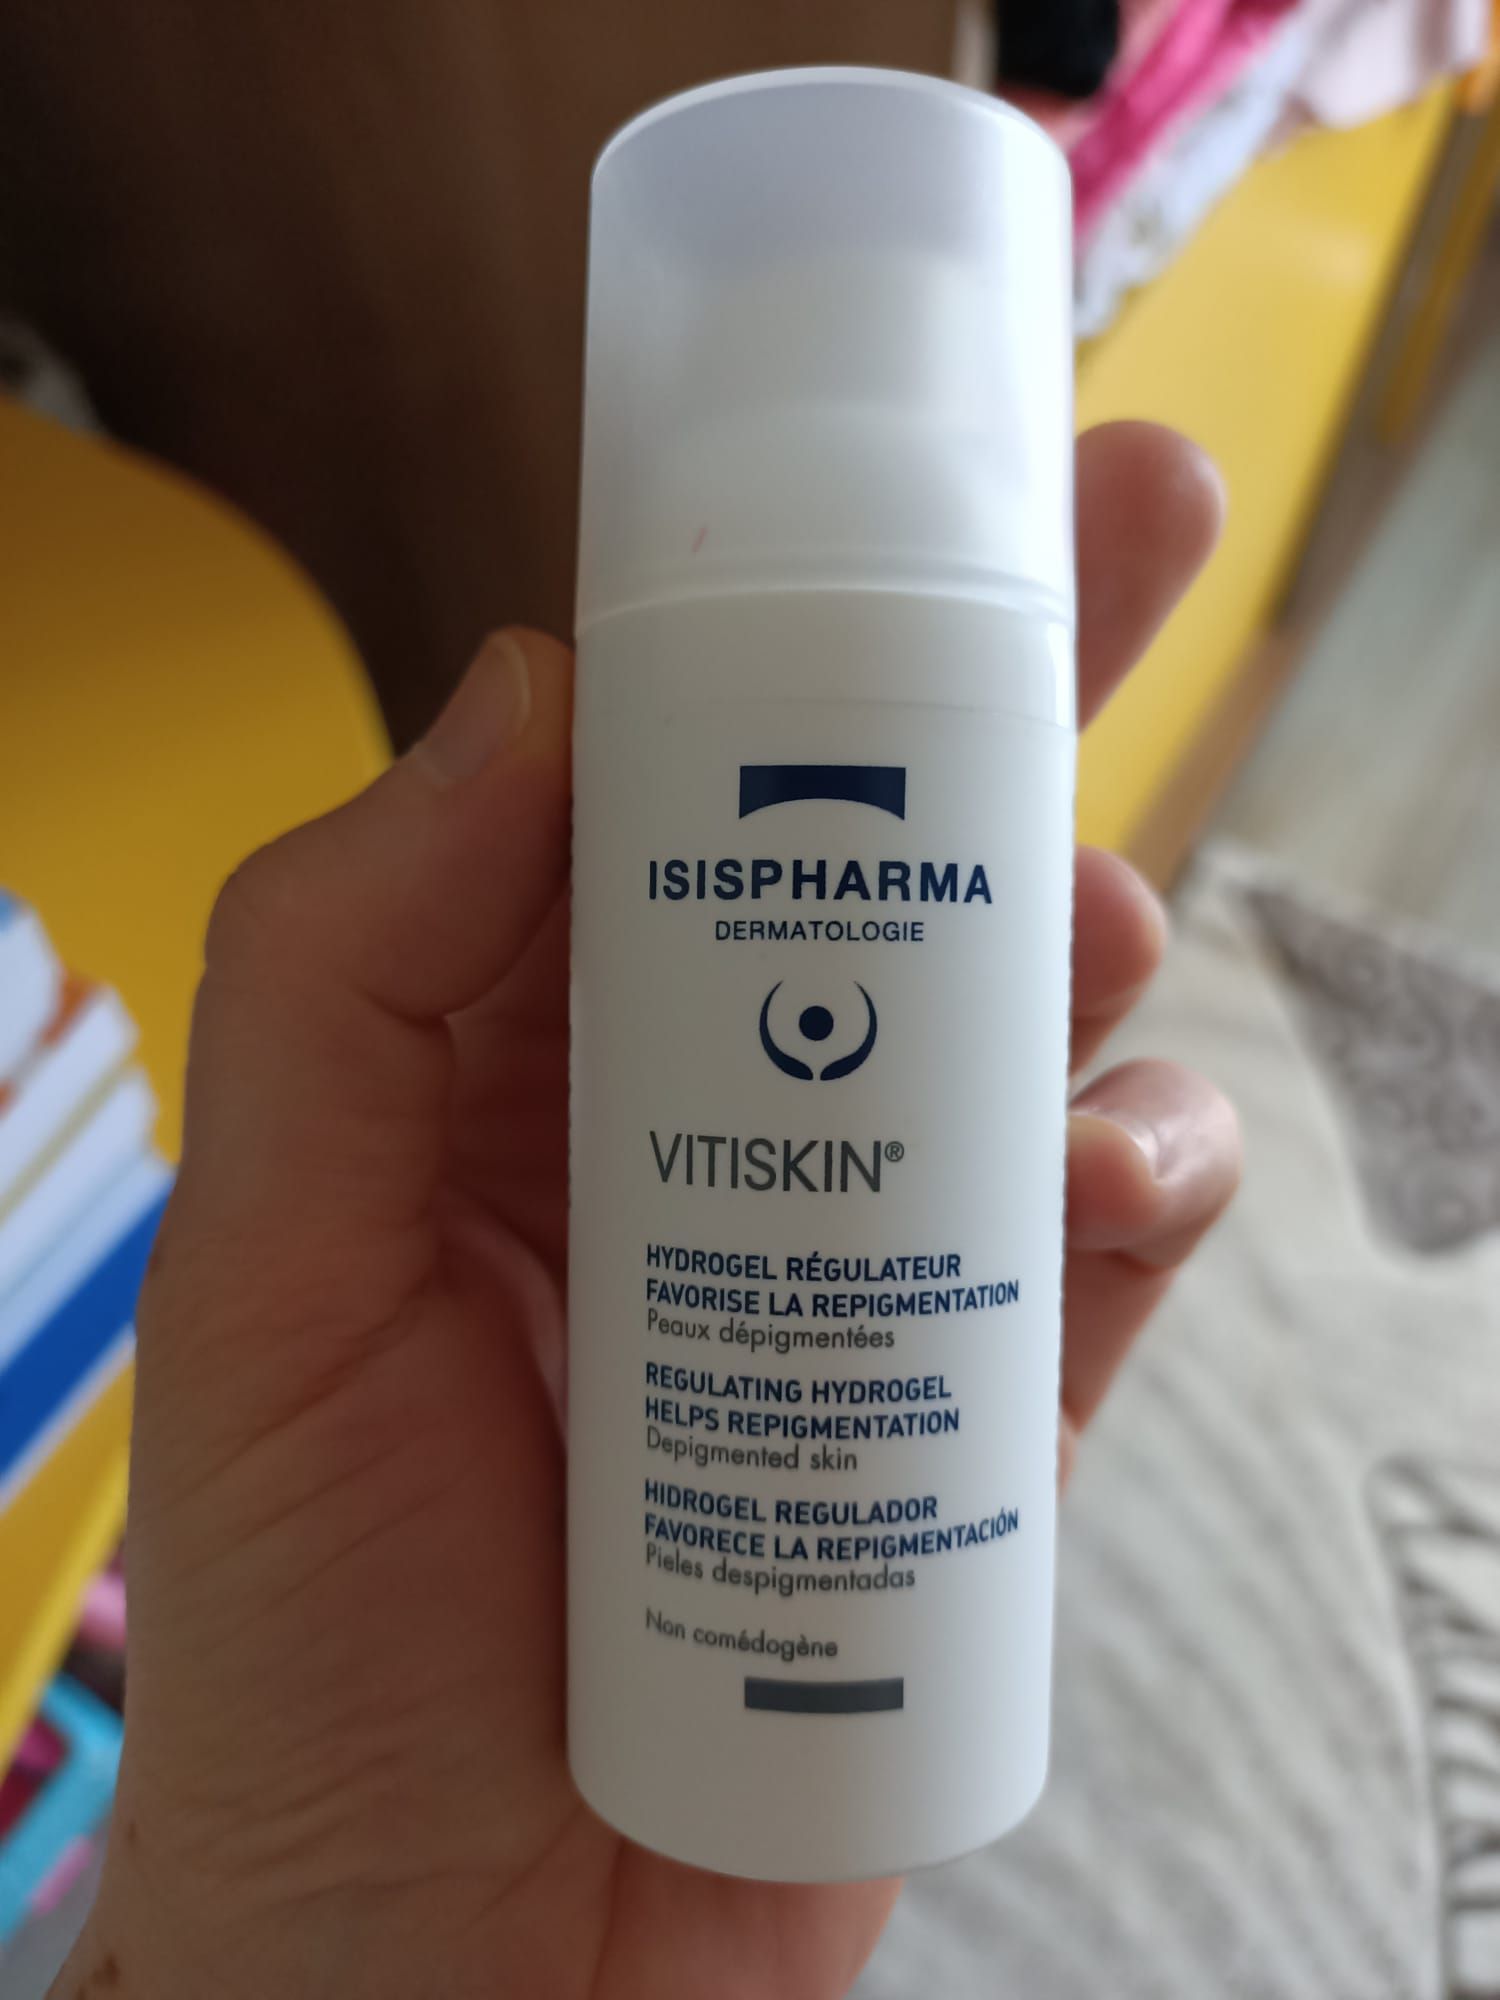 ISISPHARMA
DERMATOLOGIE
VITISKIN®
HYDROGEL RÉGULATEUR
FAVORISE LA REPIGMENTATION
Peaux dépigmentées
REGULATING HYDROGEL
HELPS REPIGMENTATION
Depigmented skin
HIDROGEL REGULADOR
FAVORECE LA REPIGMENTACIÓN
Pieles despigmentadas
Non comédogène